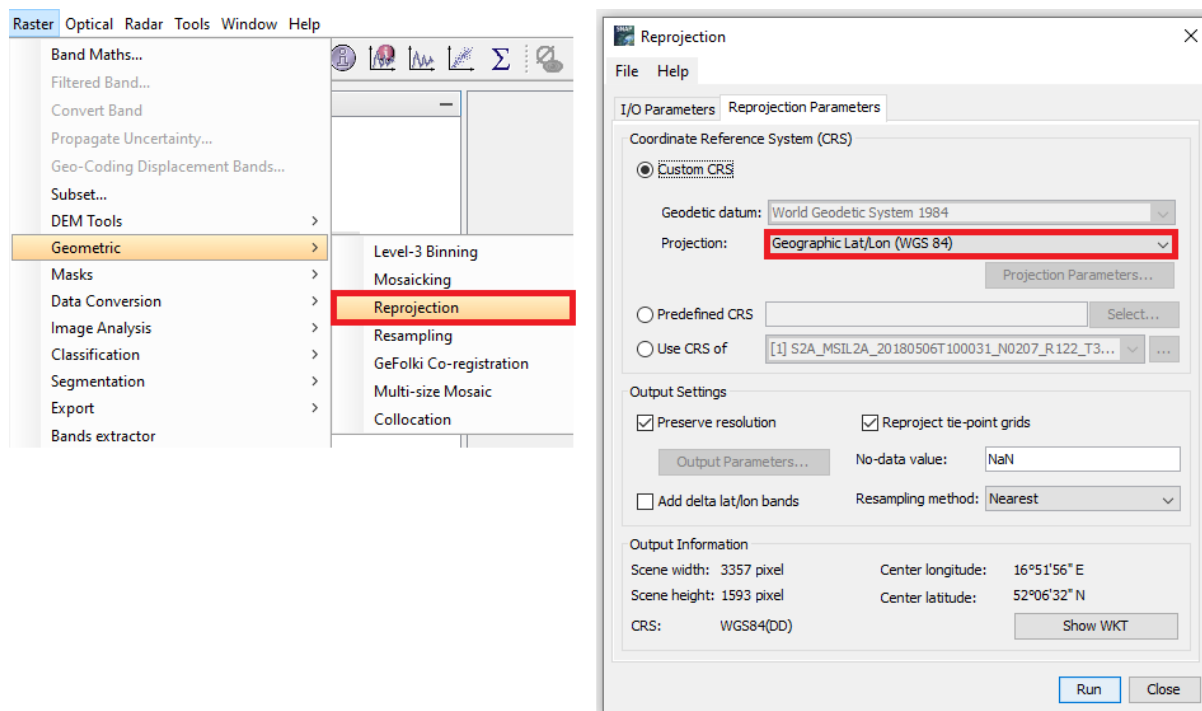 Raster Optical Radar Tools Window Help
Band Maths...
Filtered Band...
Convert Band
Propagate Uncertainty...
Geo-Coding Displacement Bands...
Subset...
DEM Tools
Geometric
Masks
Data Conversion
Image Analysis
Classification
Segmentation
Export
Bands extractor
Level-3 Binning
Mosaicking
Reprojection
Resampling
GeFolki Co-registration
Multi-size Mosaic
Collocation
SNAP Reprojection
File Help
I/O Parameters Reprojection Parameters
Coordinate Reference System (CRS)
Custom CRS
Geodetic datum: World Geodetic System 1984
Projection: Geographic Lat/Lon (WGS 84)
Projection Parameters...
Predefined CRS Select...
Use CRS of [1] S2A_MSIL2A_20180506T100031_N0207_R122_T3... ...
Output Settings
Preserve resolution Reproject tie-point grids
Output Parameters... No-data value: NaN
Add delta lat/lon bands Resampling method: Nearest
Output Information
Scene width: 3357 pixel Center longitude: 16°51'56" E
Scene height: 1593 pixel Center latitude: 52°06'32" N
CRS: WGS84(DD) Show WKT
Run Close